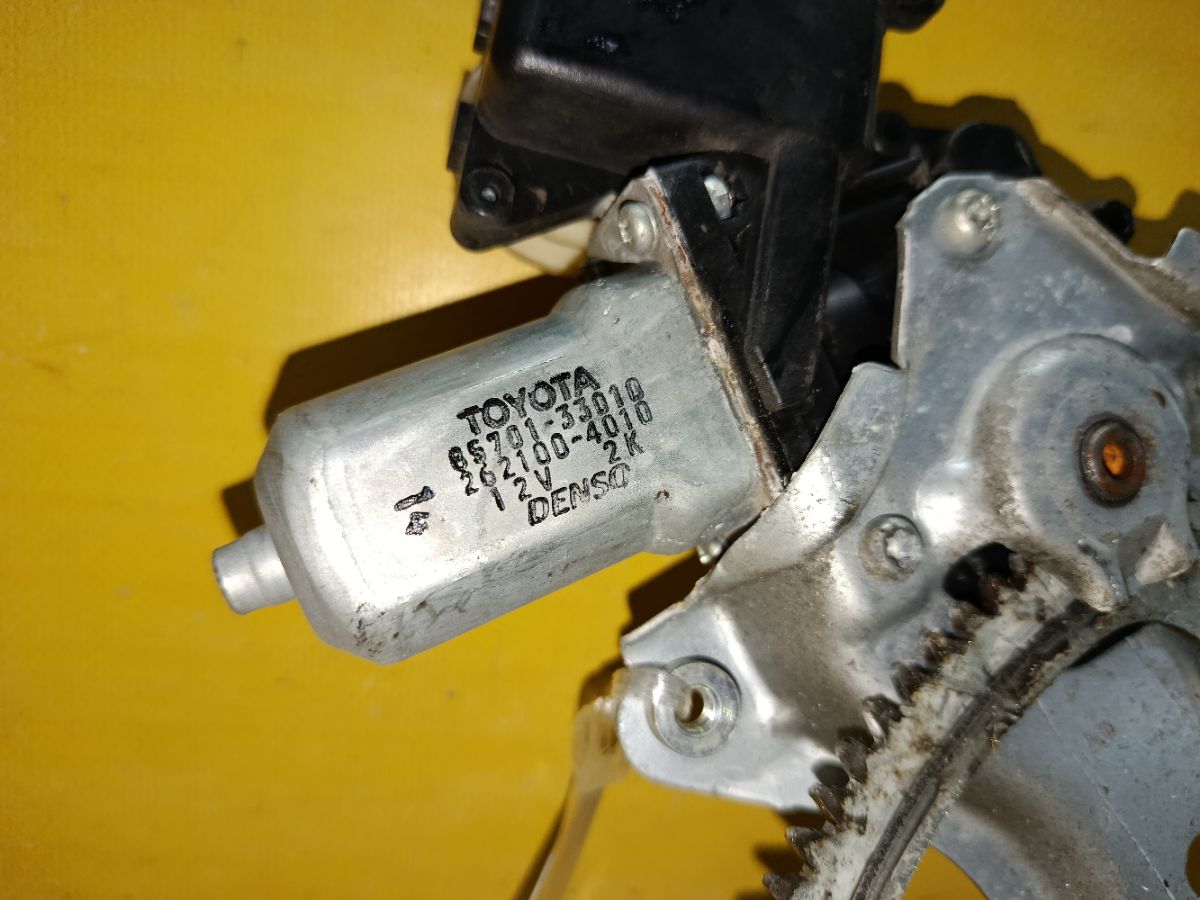 TOYOTA
85701-33010
262100-4010
12V 2K
DENSO